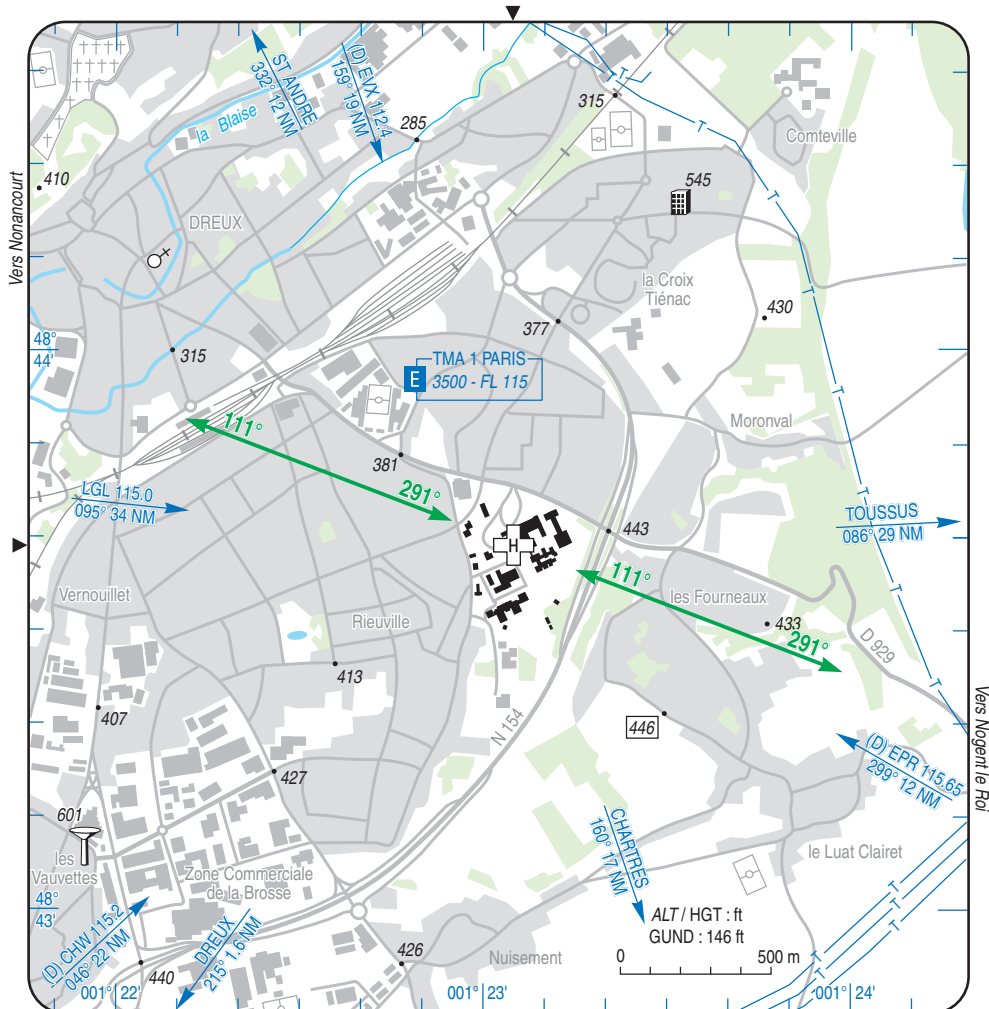 ST ANDRE
332° 12 NM
(D) EVX 112.4
159° 19 NM
la Blaise
285
315
Comteville
410
545
DREUX
Vers Nonancourt
la Croix
Tiénac
430
377
48°
44'
315
TMA 1 PARIS
E
3500 - FL 115
111°
Moronval
381
291°
LGL 115.0
095° 34 NM
TOUSSUS
086° 29 NM
443
H
111°
Vernouillet
les Fourneaux
Rieuville
433
291°
D 929
413
407
446
N 154
Vers Nogent le Roi
(D) EPR 115.65
299° 12 NM
427
601
les
Vauvettes
CHARTRES
160° 17 NM
le Luat Clairet
Zone Commerciale
de la Brosse
48°
43'
ALT / HGT : ft
GUND : 146 ft
(D) CHW 115.2
046° 22 NM
DREUX
215° 1.6 NM
426
Nuisement
0
500 m
440
001° 22'
001° 23'
001° 24'
T
T
T
T
T
T
T
T
T
T
T
T
T
T